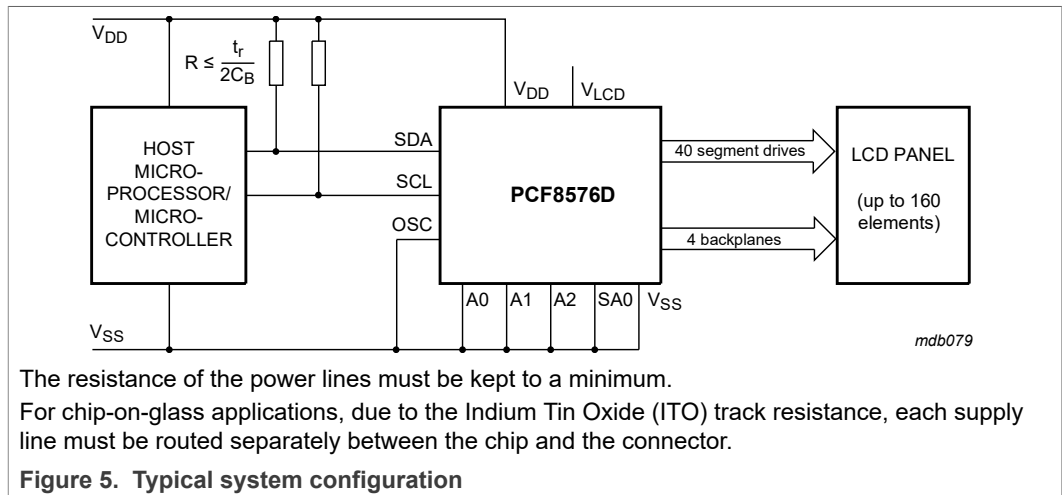 VDD
R ≤ tr
2CB
VDD
VLCD
HOST
MICRO-
PROCESSOR/
MICRO-
CONTROLLER
SDA
SCL
OSC
PCF8576D
40 segment drives
4 backplanes
LCD PANEL
(up to 160
elements)
A0 A1 A2 SA0 VSS
VSS
mdb079
The resistance of the power lines must be kept to a minimum.
For chip-on-glass applications, due to the Indium Tin Oxide (ITO) track resistance, each supply
line must be routed separately between the chip and the connector.
Figure 5. Typical system configuration